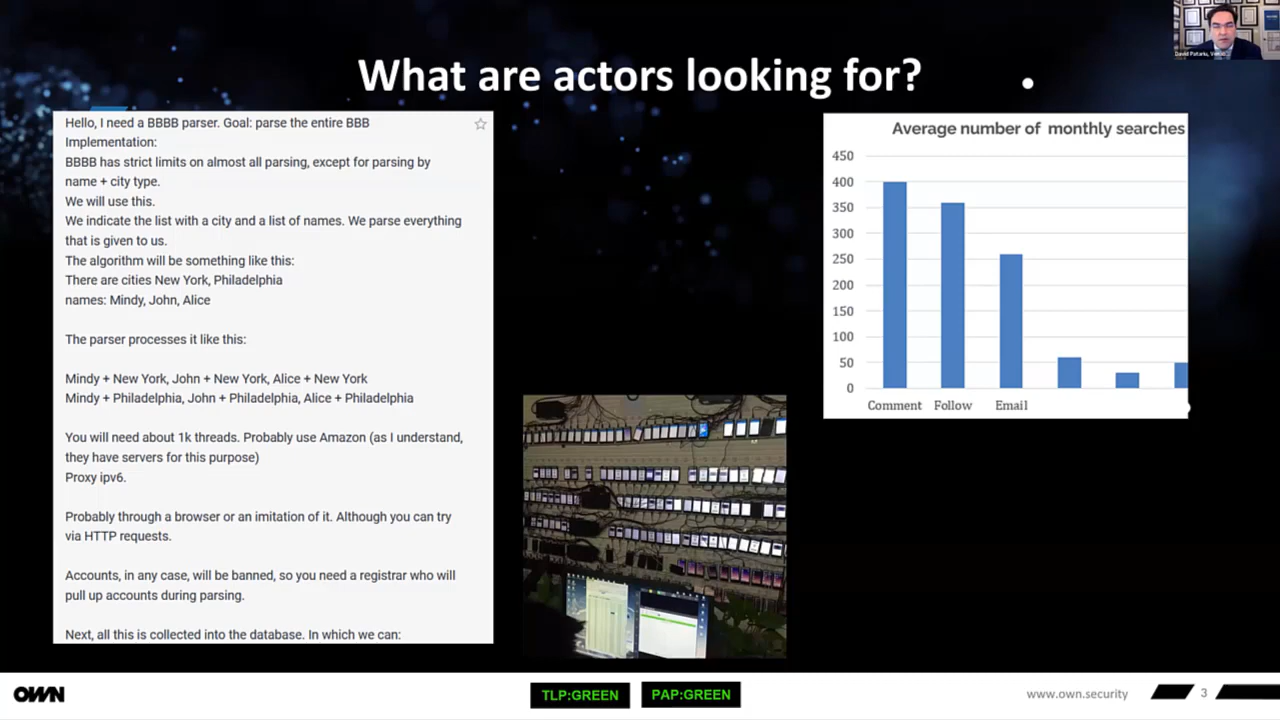 What are actors looking for?
Hello, I need a BBBB parser. Goal: parse the entire BBB
Implementation:
BBBB has strict limits on almost all parsing, except for parsing by
name + city type.
We will use this.
We indicate the list with a city and a list of names. We parse everything
that is given to us.
The algorithm will be something like this:
There are cities New York, Philadelphia
names: Mindy, John, Alice
The parser processes it like this:
Mindy + New York, John + New York, Alice + New York
Mindy + Philadelphia, John + Philadelphia, Alice + Philadelphia
You will need about 1k threads. Probably use Amazon (as I understand,
they have servers for this purpose)
Proxy ipv6.
Probably through a browser or an imitation of it. Although you can try
via HTTP requests.
Accounts, in any case, will be banned, so you need a registrar who will
pull up accounts during parsing.
Next, all this is collected into the database. In which we can:
Average number of monthly searches
450
400
350
300
250
200
150
100
50
0
Comment Follow Email
OWN
TLP:GREEN
PAP:GREEN
www.own.security
3